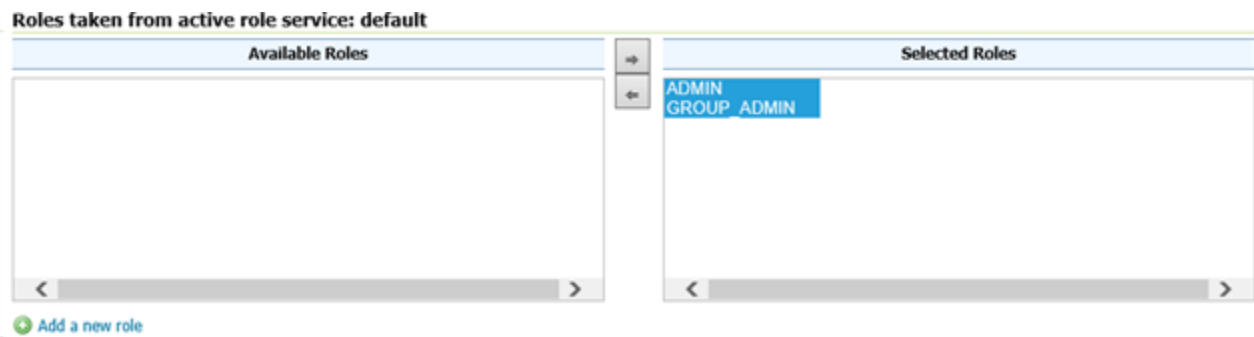 Roles taken from active role service: default
Available Roles
Selected Roles
ADMIN
GROUP_ADMIN
Add a new role